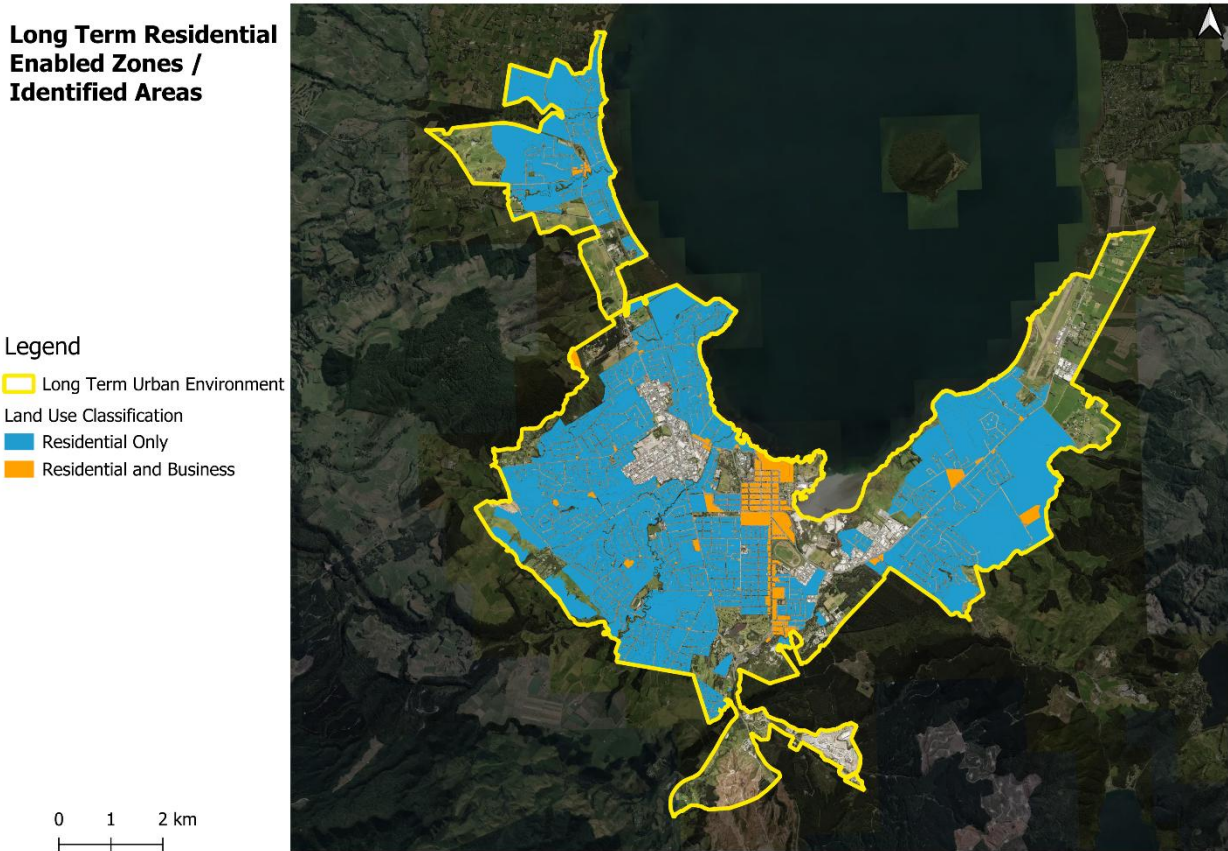 Long Term Residential
Enabled Zones /
Identified Areas
Legend
Long Term Urban Environment
Land Use Classification
Residential Only
Residential and Business
0 1 2 km